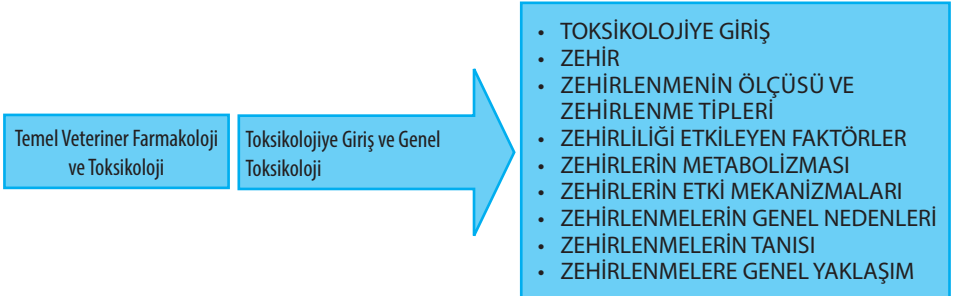 Temel Veteriner Farmakoloji
ve Toksikoloji
Toksikolojiye Giriş ve Genel
Toksikoloji
• TOKSİKOLOJİYE GİRİŞ
• ZEHİR
• ZEHİRLENMENİN ÖLÇÜSÜ VE
ZEHİRLENME TİPLERİ
• ZEHİRLİLİĞİ ETKİLEYEN FAKTÖRLER
• ZEHİRLERİN METABOLİZMASI
• ZEHİRLERİN ETKİ MEKANİZMALARI
• ZEHİRLENMELERİN GENEL NEDENLERİ
• ZEHİRLENMELERİN TANISI
• ZEHİRLENMELERE GENEL YAKLAŞIM